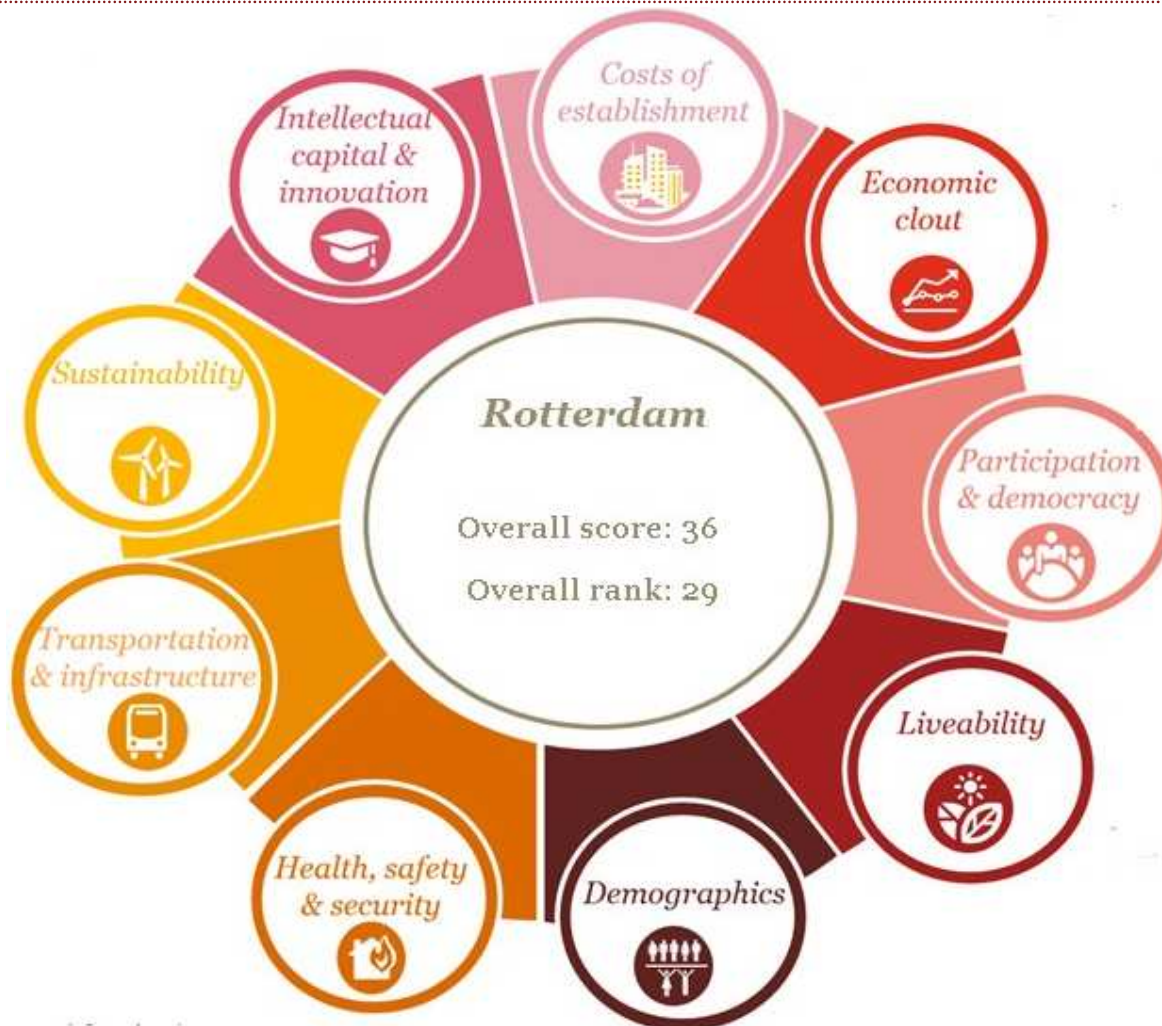 Costs of
establishment
Intellectual
capital &
innovation
Economic
clout
Sustainability
Rotterdam
Participation
& democracy
Overall score: 36
Overall rank: 29
Transportation
& infrastructure
Liveability
Health, safety
& security
Demographics